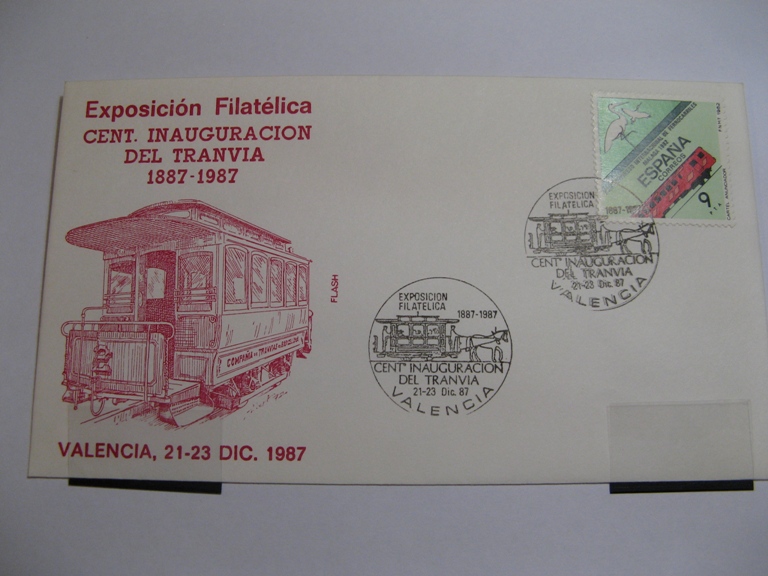 Exposición Filatélica
CENT. INAUGURACION
DEL TRANVIA
1887-1987
FLASH
VALENCIA, 21-23 DIC. 1987
EXPOSICION
FILATELICA
1887-1987
CENT. INAUGURACION
DEL TRANVIA
21-23 Dic. 87
VALENCIA
EXPOSICION
FILATELICA
CENT. INAUGURACION
DEL TRANVIA
21-23 Dic. 87
VALENCIA
ESPAÑA
CORREOS
9